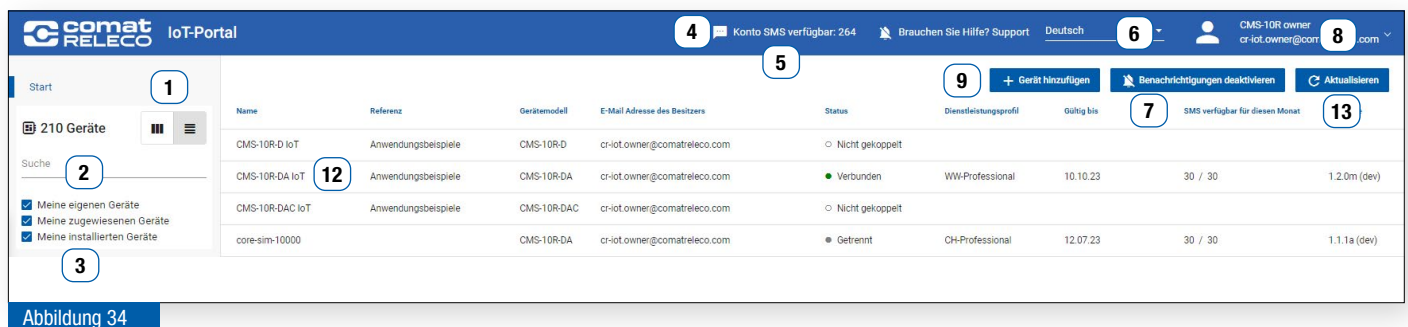 comat RELECO IoT-Portal
4 Konto SMS verfügbar: 264 Brauchen Sie Hilfe? Support Deutsch 6 CMS-10R owner
cr-iot.owner@com 8 .com
5
Start 1
9 + Gerät hinzufügen Benachrichtigungen deaktivieren Aktualisieren
7 13
210 Geräte
Suche
2
Meine eigenen Geräte
Meine zugewiesenen Geräte
Meine installierten Geräte
3
Name Referenz Gerätemodell E-Mail Adresse des Besitzers Status Dienstleistungsprofil Gültig bis SMS verfügbar für diesen Monat
CMS-10R-D IoT Anwendungsbeispiele CMS-10R-D cr-iot.owner@comatreleco.com Nicht gekoppelt
CMS-10R-DA IoT 12 Anwendungsbeispiele CMS-10R-DA cr-iot.owner@comatreleco.com Verbunden WW-Professional 10.10.23 30 / 30 1.2.0m (dev)
CMS-10R-DAC IoT Anwendungsbeispiele CMS-10R-DAC cr-iot.owner@comatreleco.com Nicht gekoppelt
core-sim-10000 CMS-10R-DA cr-iot.owner@comatreleco.com Getrennt CH-Professional 12.07.23 30 / 30 1.1.1a (dev)
Abbildung 34